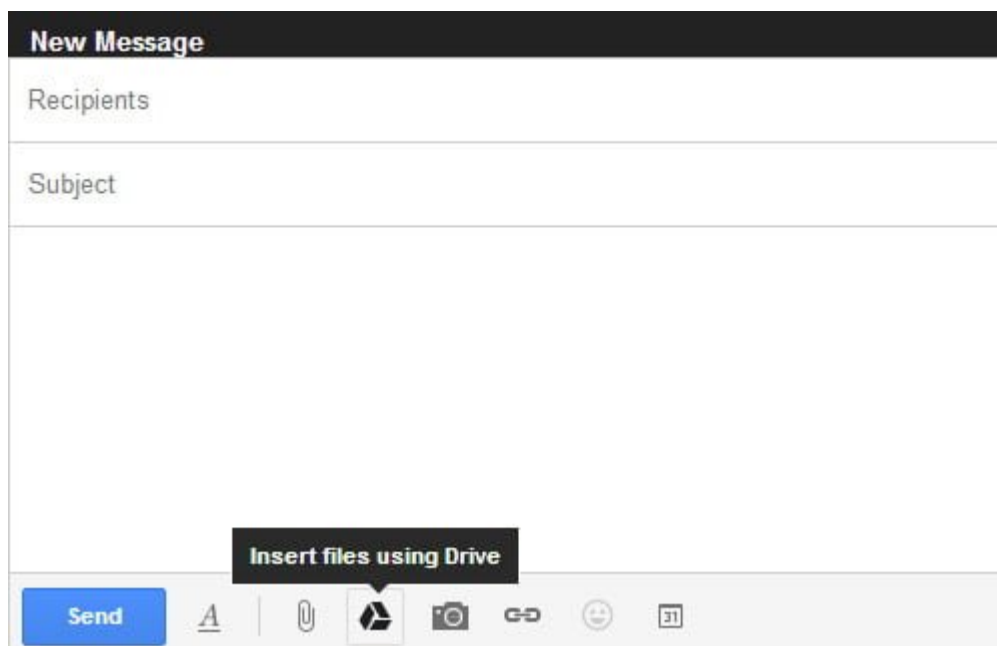 New Message
Recipients
Subject
Insert files using Drive
Send A 31